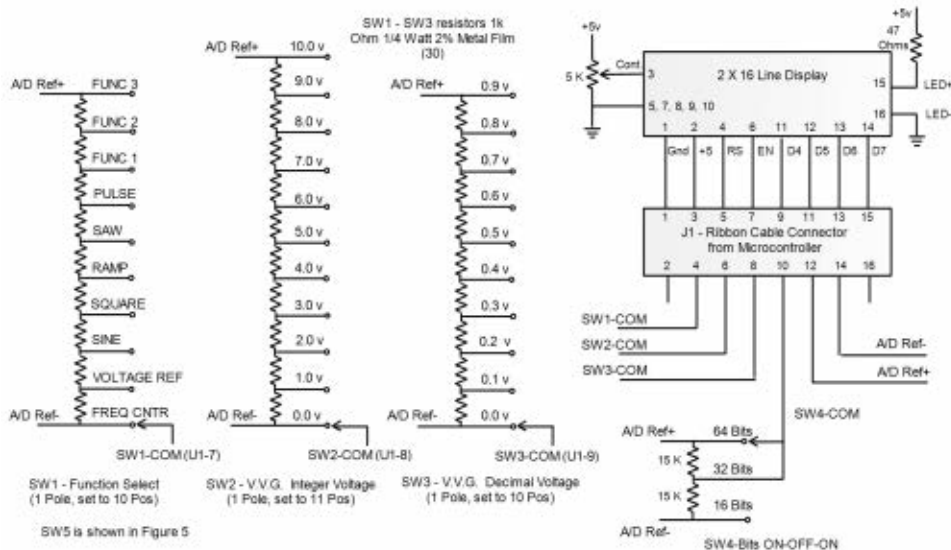 SW1 - SW3 resistors 1k
Ohm 1/4 Watt 2% Metal Film
(30)
A/D Ref+
FUNC 3
FUNC 2
FUNC 1
PULSE
SAW
RAMP
SQUARE
SINE
VOLTAGE REF
A/D Ref-
FREQ CNTR
SW1-COM (U1-7)
SW1 - Function Select
(1 Pole, set to 10 Pos)
SW5 is shown in Figure 5
A/D Ref+
10.0 v
9.0 v
8.0 v
7.0 v
6.0 v
5.0 v
4.0 v
3.0 v
2.0 v
1.0 v
A/D Ref-
0.0 v
SW2-COM (U1-8)
SW2 - V.V.G. Integer Voltage
(1 Pole, set to 11 Pos)
A/D Ref+
0.9 v
0.8 v
0.7 v
0.6 v
0.5 v
0.4 v
0.3 v
0.2 v
0.1 v
A/D Ref-
0.0 v
SW3-COM (U1-9)
SW3 - V.V.G. Decimal Voltage
(1 Pole, set to 10 Pos)
+5v
5 K
Cont.
3
2 X 16 Line Display
+5v
47
Ohms
15
LED+
5, 7, 8, 9, 10
16
LED-
1 2 4 6 11 12 13 14
Gnd +5 RS EN D4 D5 D6 D7
1 3 5 7 9 11 13 15
J1 - Ribbon Cable Connector
from Microcontroller
2 4 6 8 10 12 14 16
SW1-COM
SW2-COM
SW3-COM
A/D Ref-
A/D Ref+
SW4-COM
A/D Ref+
64 Bits
15 K
32 Bits
15 K
16 Bits
A/D Ref-
SW4-Bits ON-OFF-ON